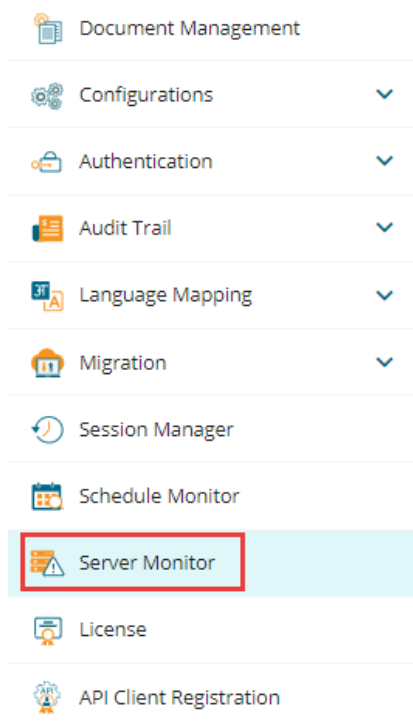 Document Management
Configurations
Authentication
Audit Trail
Language Mapping
Migration
Session Manager
Schedule Monitor
Server Monitor
License
API Client Registration